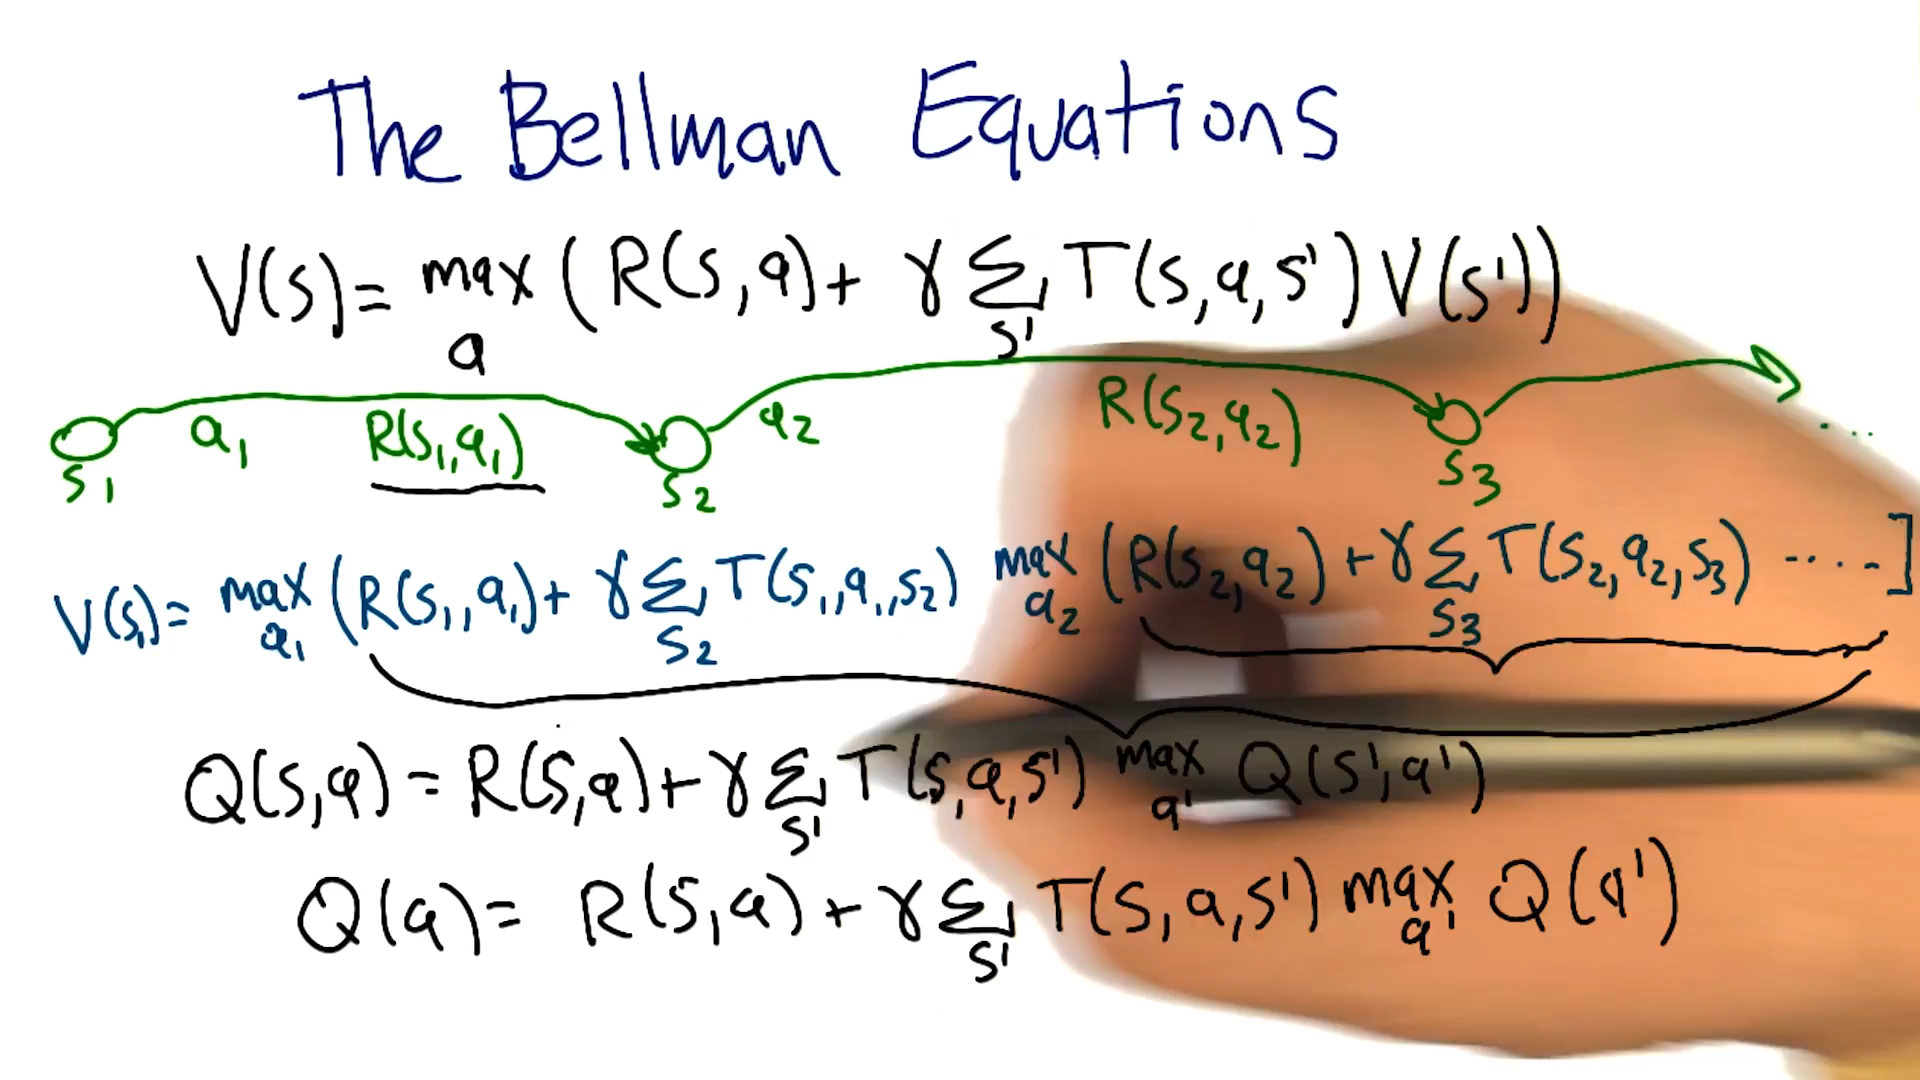 The Bellman Equations
V(s) = max_a (R(s,a) + γ Σ_s' T(s,a,s') V(s'))
a₁ R(s₁,a₁) a₂ R(s₂,a₂) ....
s₁ s₂ s₃
V(s₁) = max_a₁ (R(s₁,a₁) + γ Σ_s₂ T(s₁,a₁,s₂) max_a₂ (R(s₂,a₂) + γ Σ_s₃ T(s₂,a₂,s₃) .....]
Q(s,a) = R(s,a) + γ Σ_s' T(s,a,s') max_a' Q(s',a')
Q(a) = R(s,a) + γ Σ_s' T(s,a,s') max_a' Q(a')